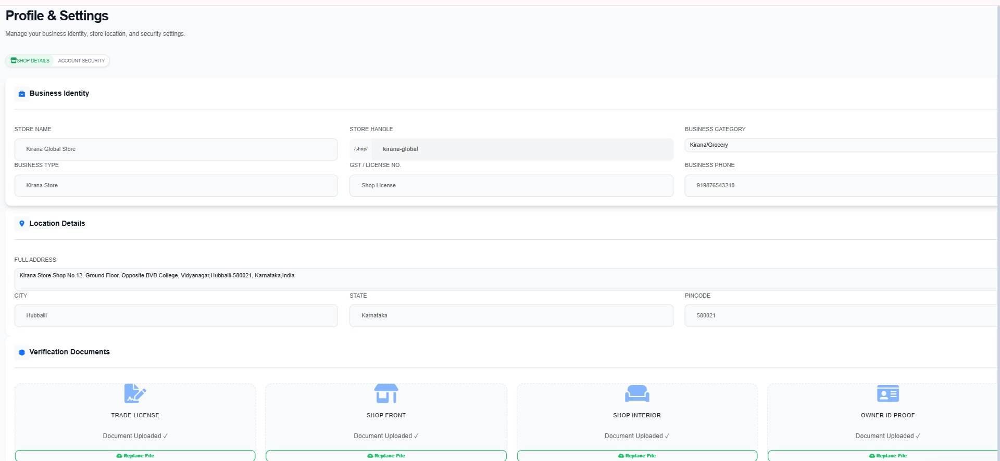 Profile & Settings
Manage your business identity, store location, and security settings.
SHOP DETAILS ACCOUNT SECURITY
Business Identity
STORE NAME STORE HANDLE BUSINESS CATEGORY
Kirana Global Store /shop/ kirana-global Kirana/Grocery
BUSINESS TYPE GST / LICENSE NO. BUSINESS PHONE
Kirana Store Shop License 919876543210
Location Details
FULL ADDRESS
Kirana Store Shop No.12, Ground Floor, Opposite BVB College, Vidyanagar,Hubballi-580021, Karnataka,India
CITY STATE PINCODE
Hubballi Karnataka 580021
Verification Documents
TRADE LICENSE SHOP FRONT SHOP INTERIOR OWNER ID PROOF
Document Uploaded ✓ Document Uploaded ✓ Document Uploaded ✓ Document Uploaded ✓
Replace File Replace File Replace File Replace File